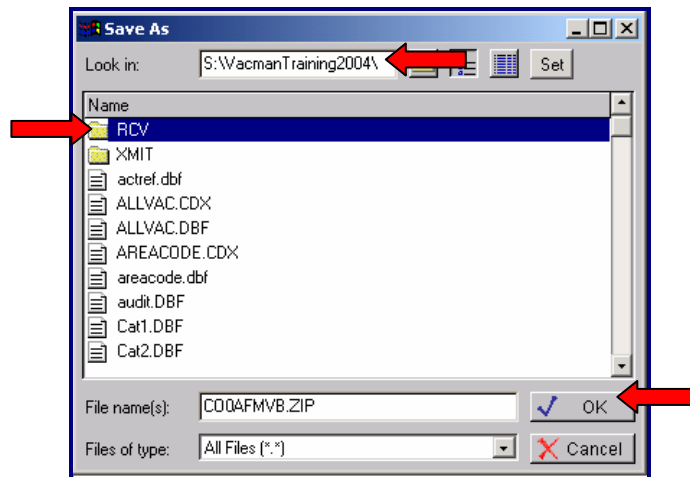 Save As
Look in: S:\VacmanTraining2004\ Set
Name
RCV
XMIT
actref.dbf
ALLVAC.CDX
ALLVAC.DBF
AREACODE.CDX
areacode.dbf
audit.DBF
Cat1.DBF
Cat2.DBF
File name(s): CO0AFMVB.ZIP OK
Files of type: All Files (*.*) Cancel